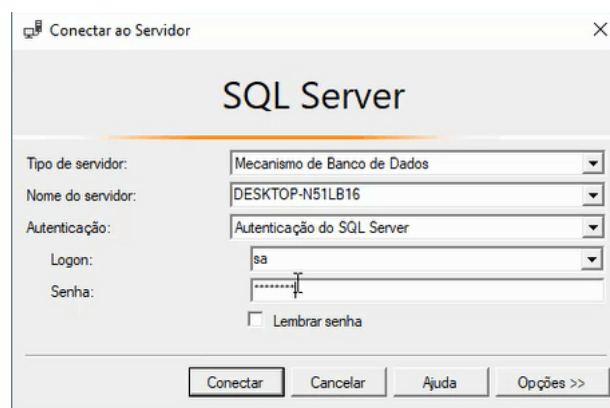 Conectar ao Servidor
SQL Server
Tipo de servidor: Mecanismo de Banco de Dados
Nome do servidor: DESKTOP-N51LB16
Autenticação: Autenticação do SQL Server
Logon: sa
Senha: ********
Lembrar senha
Conectar Cancelar Ajuda Opções >>